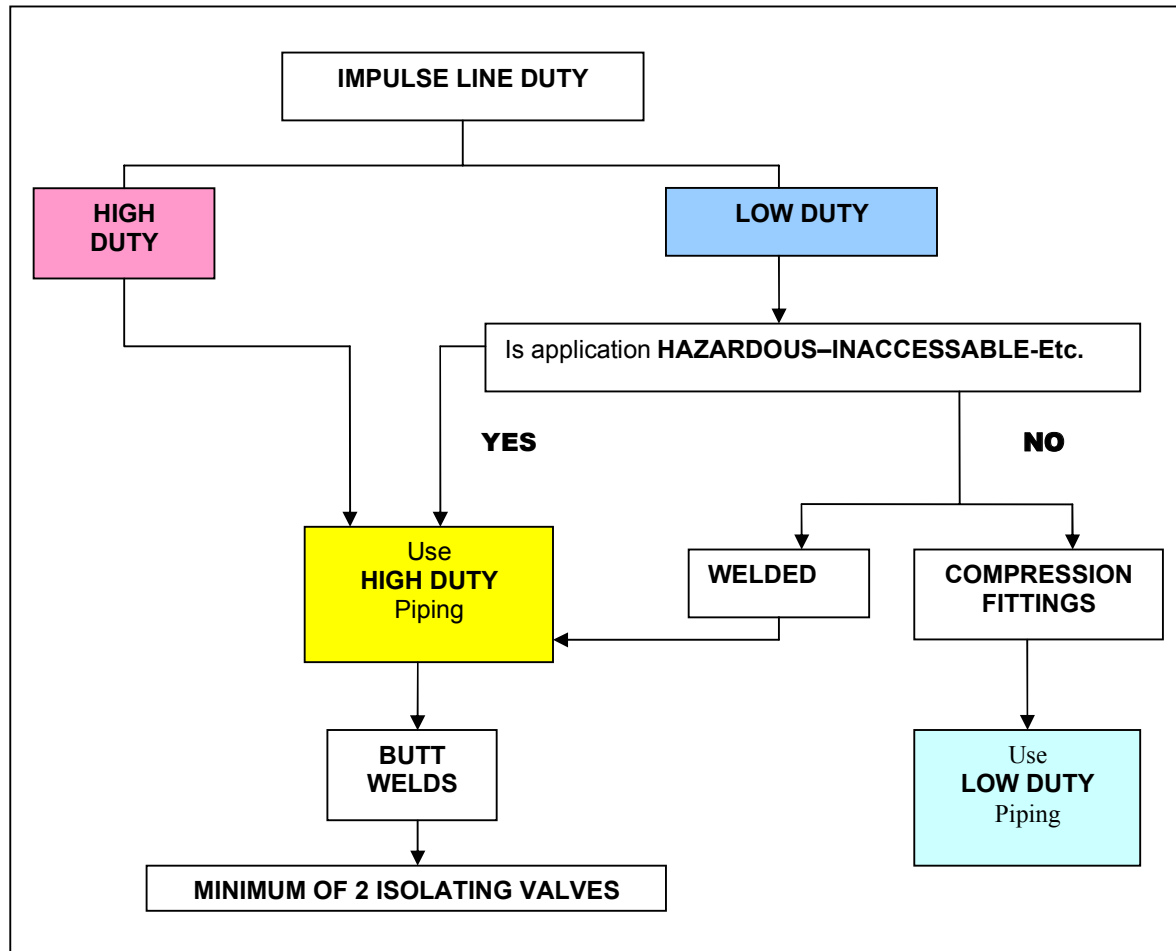 IMPULSE LINE DUTY
HIGH
DUTY
LOW DUTY
Is application HAZARDOUS–INACCESSABLE-Etc.
YES
NO
Use
HIGH DUTY
Piping
WELDED
COMPRESSION
FITTINGS
BUTT
WELDS
Use
LOW DUTY
Piping
MINIMUM OF 2 ISOLATING VALVES